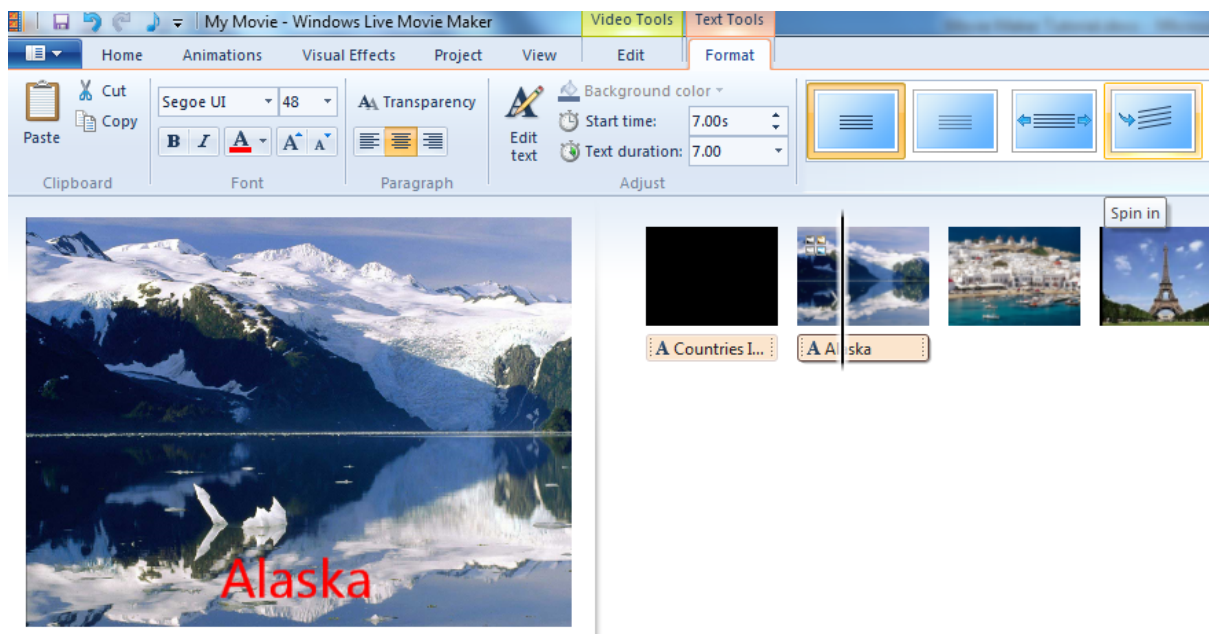 My Movie - Windows Live Movie Maker
Video Tools
Text Tools
Home
Animations
Visual Effects
Project
View
Edit
Format
Paste
Cut
Copy
Clipboard
Segoe UI
48
B I A A A
Font
AA Transparency
Paragraph
Edit
text
Background color
Start time: 7.00s
Text duration: 7.00
Adjust
Spin in
A Countries I...
A Alaska
Alaska